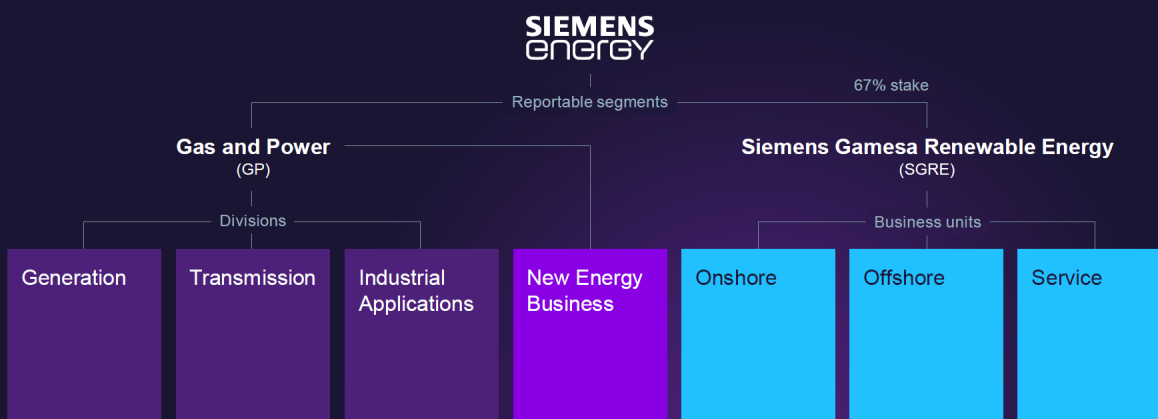 SIEMENS
energy
Reportable segments
67% stake
Gas and Power
(GP)
Siemens Gamesa Renewable Energy
(SGRE)
Divisions
Business units
Generation
Transmission
Industrial
Applications
New Energy
Business
Onshore
Offshore
Service